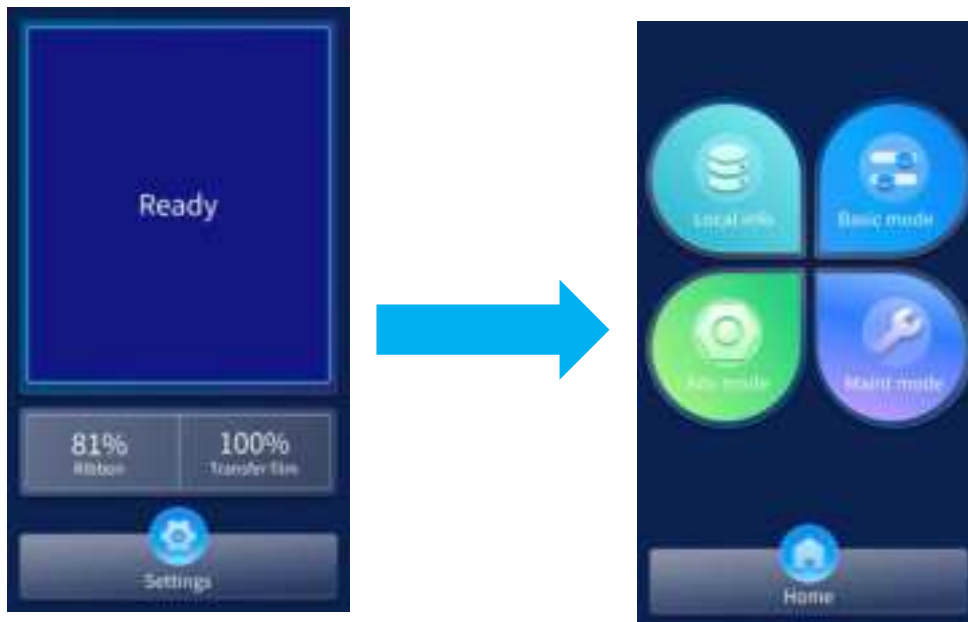 Ready
81% 100%
Ribbon Transfer film
Settings
Local info Basic mode
Adv. mode Maint mode
Home